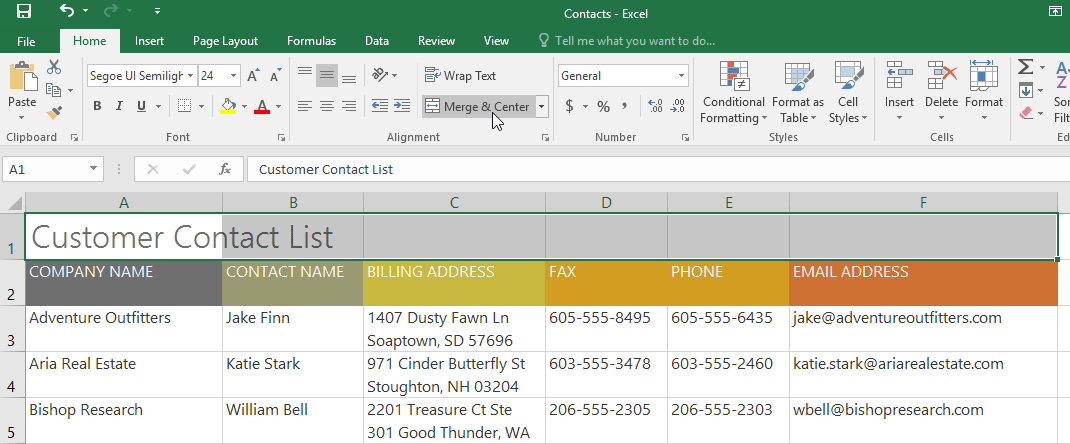 Contacts - Excel
File Home Insert Page Layout Formulas Data Review View Tell me what you want to do...
Segoe UI Semiligh 24 A A Wrap Text General
Paste B I U A Merge & Center $ % , .00 .0 Conditional Formatting Format as Table Cell Styles Insert Delete Format
Clipboard Font Alignment Number Styles Cells
A1 fx Customer Contact List
A B C D E F
1 Customer Contact List
2 COMPANY NAME CONTACT NAME BILLING ADDRESS FAX PHONE EMAIL ADDRESS
3 Adventure Outfitters Jake Finn 1407 Dusty Fawn Ln 605-555-8495 605-555-6435 jake@adventureoutfitters.com
Soaptown, SD 57696
4 Aria Real Estate Katie Stark 971 Cinder Butterfly St 603-555-3478 603-555-2460 katie.stark@ariarealestate.com
Stoughton, NH 03204
5 Bishop Research William Bell 2201 Treasure Ct Ste 206-555-2305 206-555-2303 wbell@bishopresearch.com
301 Good Thunder, WA